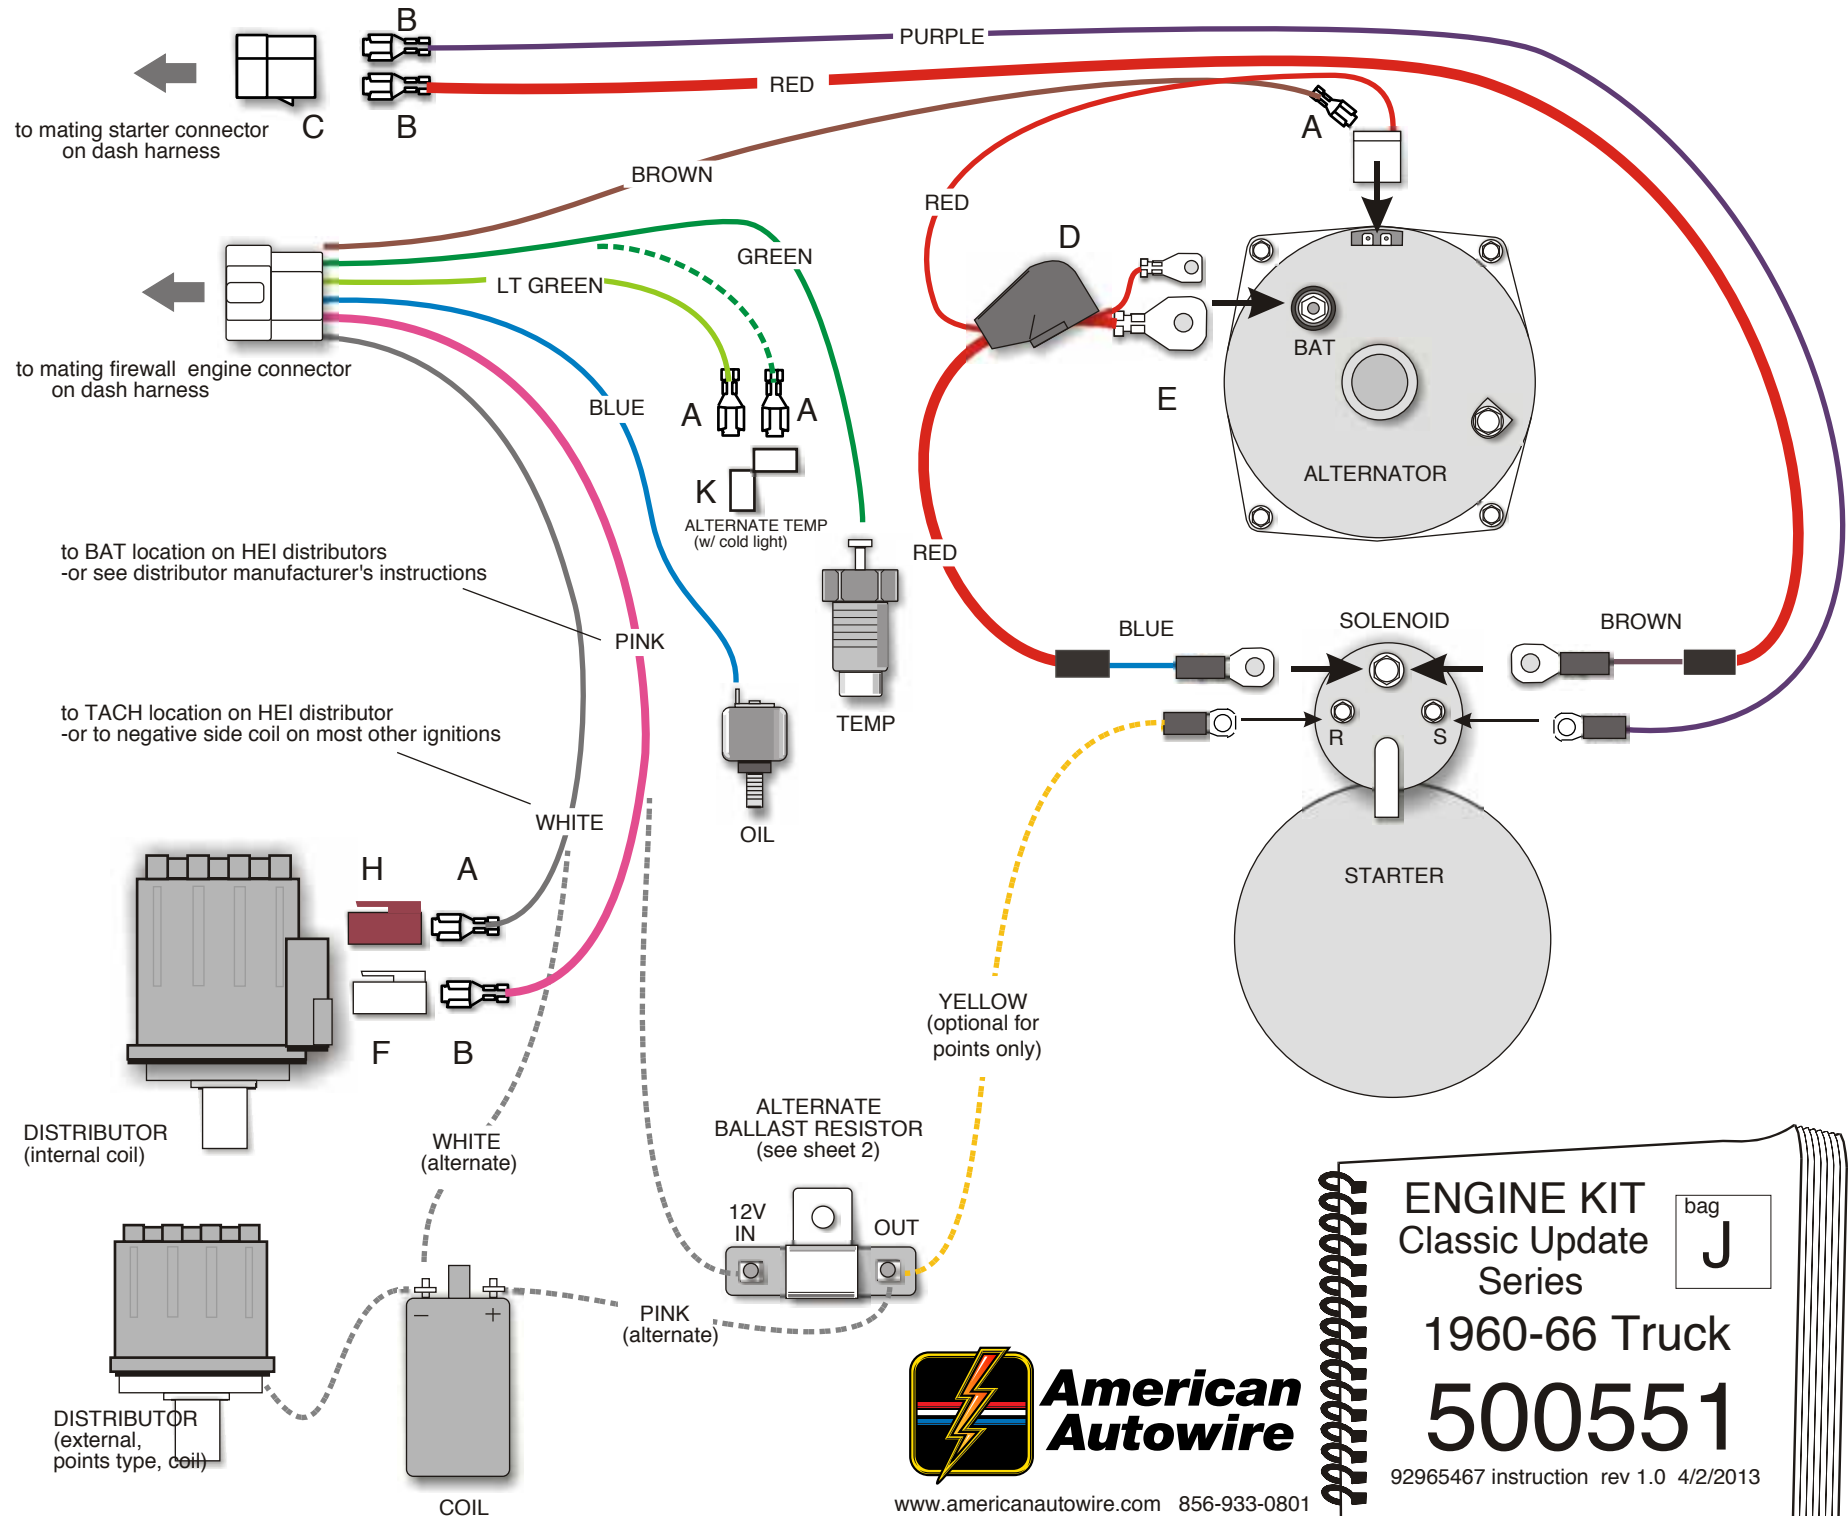 B
PURPLE
RED
C
B
to mating starter connector
on dash harness
A
BROWN
RED
D
GREEN
LT GREEN
to mating firewall engine connector
on dash harness
BAT
E
BLUE
A
A
K
ALTERNATE TEMP
(w/ cold light)
ALTERNATOR
to BAT location on HEI distributors
-or see distributor manufacturer's instructions
RED
PINK
BLUE
SOLENOID
BROWN
TEMP
R
S
to TACH location on HEI distributor
-or to negative side coil on most other ignitions
WHITE
OIL
H
A
STARTER
F
B
YELLOW
(optional for
points only)
DISTRIBUTOR
(internal coil)
WHITE
(alternate)
ALTERNATE
BALLAST RESISTOR
(see sheet 2)
12V
IN
OUT
PINK
(alternate)
−
+
DISTRIBUTOR
(external,
points type, coil)
COIL
American
Autowire
www.americanautowire.com 856-933-0801
ENGINE KIT
Classic Update
Series
bag
J
1960-66 Truck
500551
92965467 instruction rev 1.0 4/2/2013